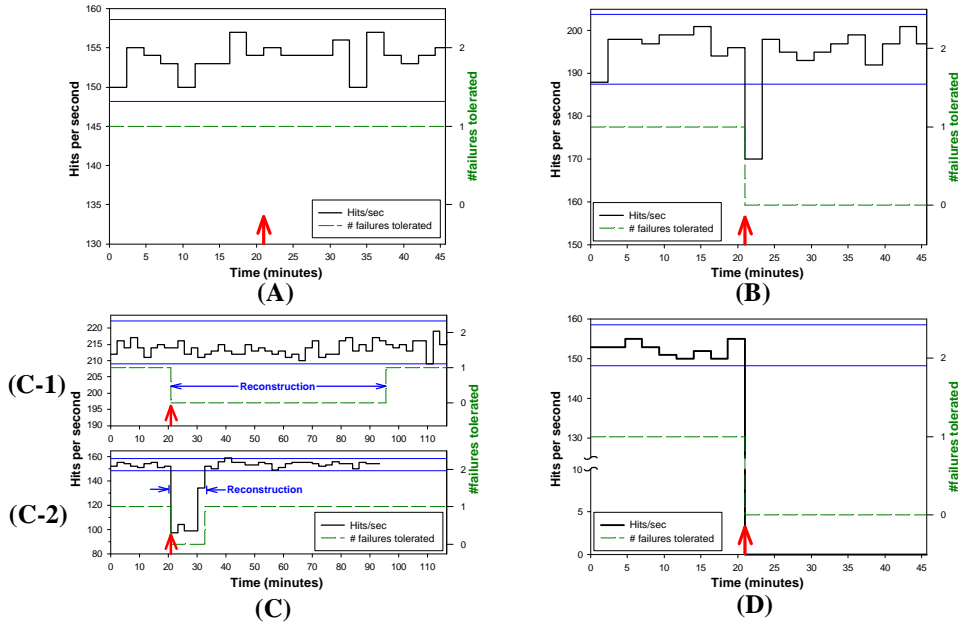 160
155
150
145
140
135
130
Hits per second
2
1
0
#failures tolerated
Hits/sec
# failures tolerated
0 5 10 15 20 25 30 35 40 45
Time (minutes)
(A)
200
190
180
170
160
150
Hits per second
2
1
0
#failures tolerated
Hits/sec
# failures tolerated
0 5 10 15 20 25 30 35 40 45
Time (minutes)
(B)
(C-1)
220
215
210
205
200
195
190
2
1
0
Reconstruction
0 10 20 30 40 50 60 70 80 90 100 110
Hits per second
#failures tolerated
(C-2)
160
140
120
100
80
2
1
0
Reconstruction
Hits/sec
# failures tolerated
0 10 20 30 40 50 60 70 80 90 100 110
Time (minutes)
(C)
160
150
140
130
10
5
0
Hits per second
2
1
0
#failures tolerated
Hits/sec
# failures tolerated
0 5 10 15 20 25 30 35 40 45
Time (minutes)
(D)